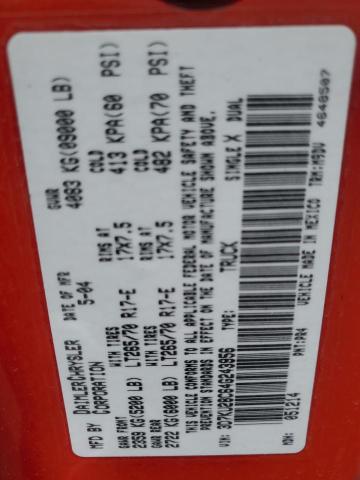 MFD BY DAIMLERCHRYSLER CORPORATION
DATE OF MFR 5-04
GVWR 4083 KG(09000 LB)
GAWR FRONT 2359 KG(5200 LB)
WITH TIRES LT265/70 R17-E
RIMS AT 17X7.5
COLD 413 KPA(60 PSI)
GAWR REAR 2722 KG(6000 LB)
WITH TIRES LT265/70 R17-E
RIMS AT 17X7.5
COLD 482 KPA(70 PSI)
THIS VEHICLE CONFORMS TO ALL APPLICABLE FEDERAL MOTOR VEHICLE SAFETY AND THEFT
PREVENTION STANDARDS IN EFFECT ON THE DATE OF MANUFACTURE SHOWN ABOVE.
VIN:
TYPE: TRUCK
SINGLE X DUAL
MDH: 051214
PNT:PR4
VEHICLE MADE IN MEXICO
TRM:M9DV
4648507